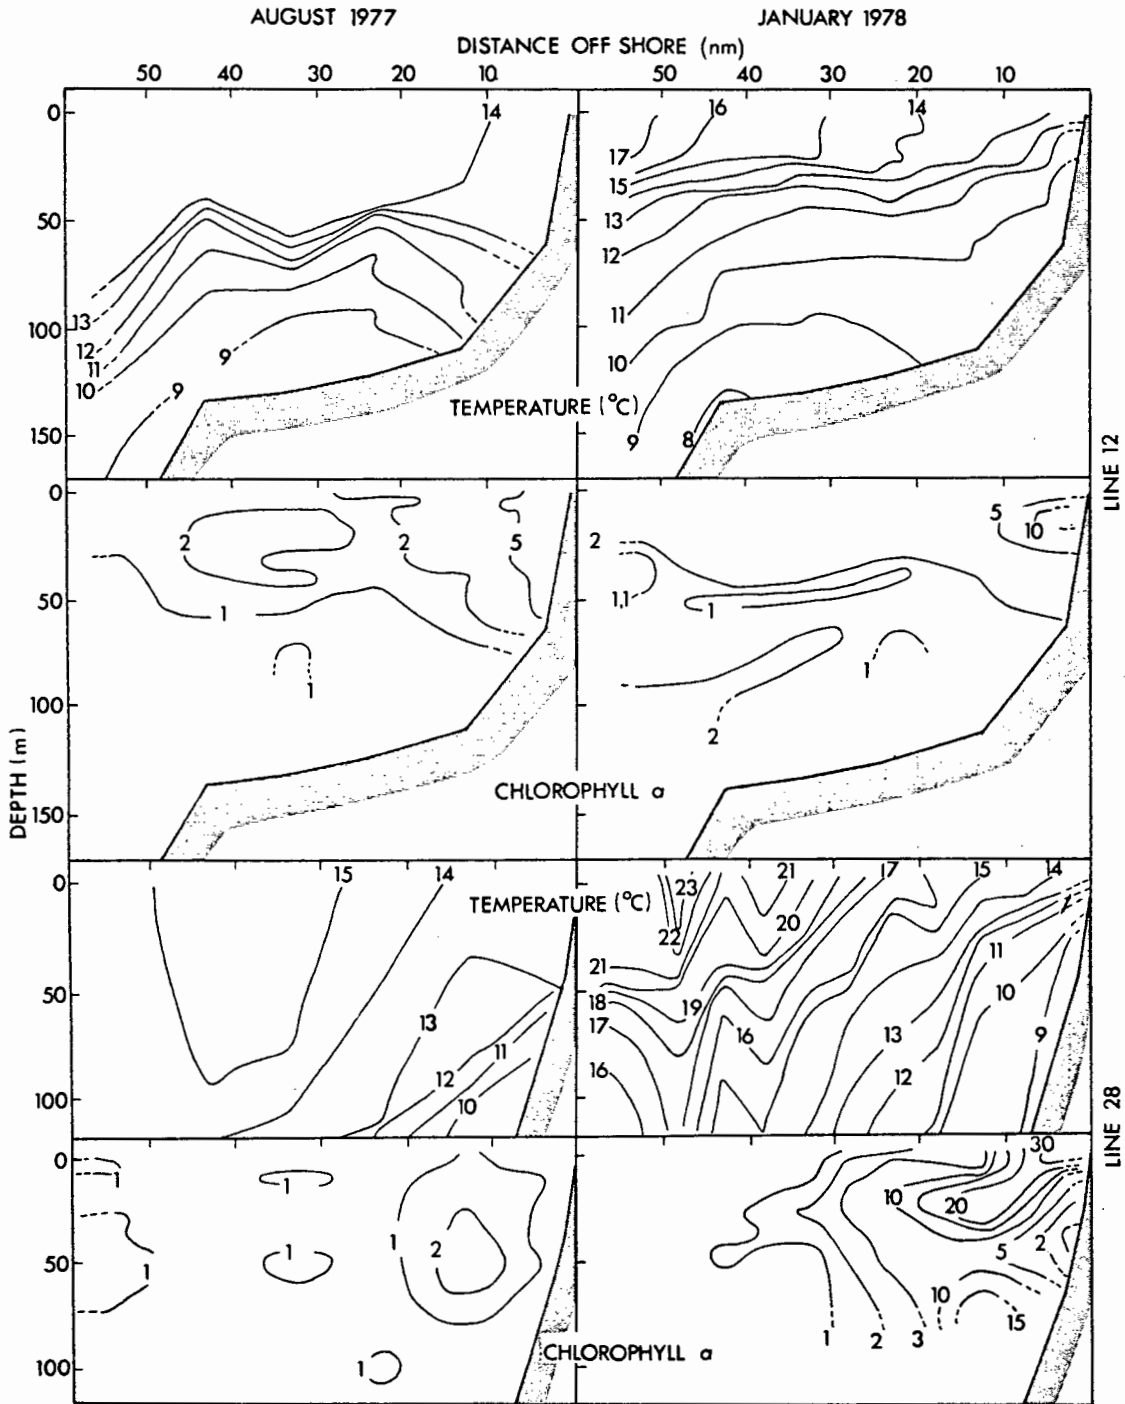 AUGUST 1977 JANUARY 1978
DISTANCE OFF SHORE (nm)
50 40 30 20 10 50 40 30 20 10
0 14 16 14
17
15
50 13
12
13 100 11
12
11
10 9 10
9
TEMPERATURE (°C)
150 9 8
LINE 12
0 5
2 2 5 10
2
50 1 1,1 1
1 1
100 2
CHLOROPHYLL a
DEPTH (m)
150
0 15 14 23 21 17 15 14
TEMPERATURE (°C)
22 20
21 11
50 18 19 10
13 17 16 13 9
11
12 16 12
100 10
LINE 28
0 1 30
1 10 20
1 1 2 5 2
50 1
10
15
1 2 3
CHLOROPHYLL a
100 1